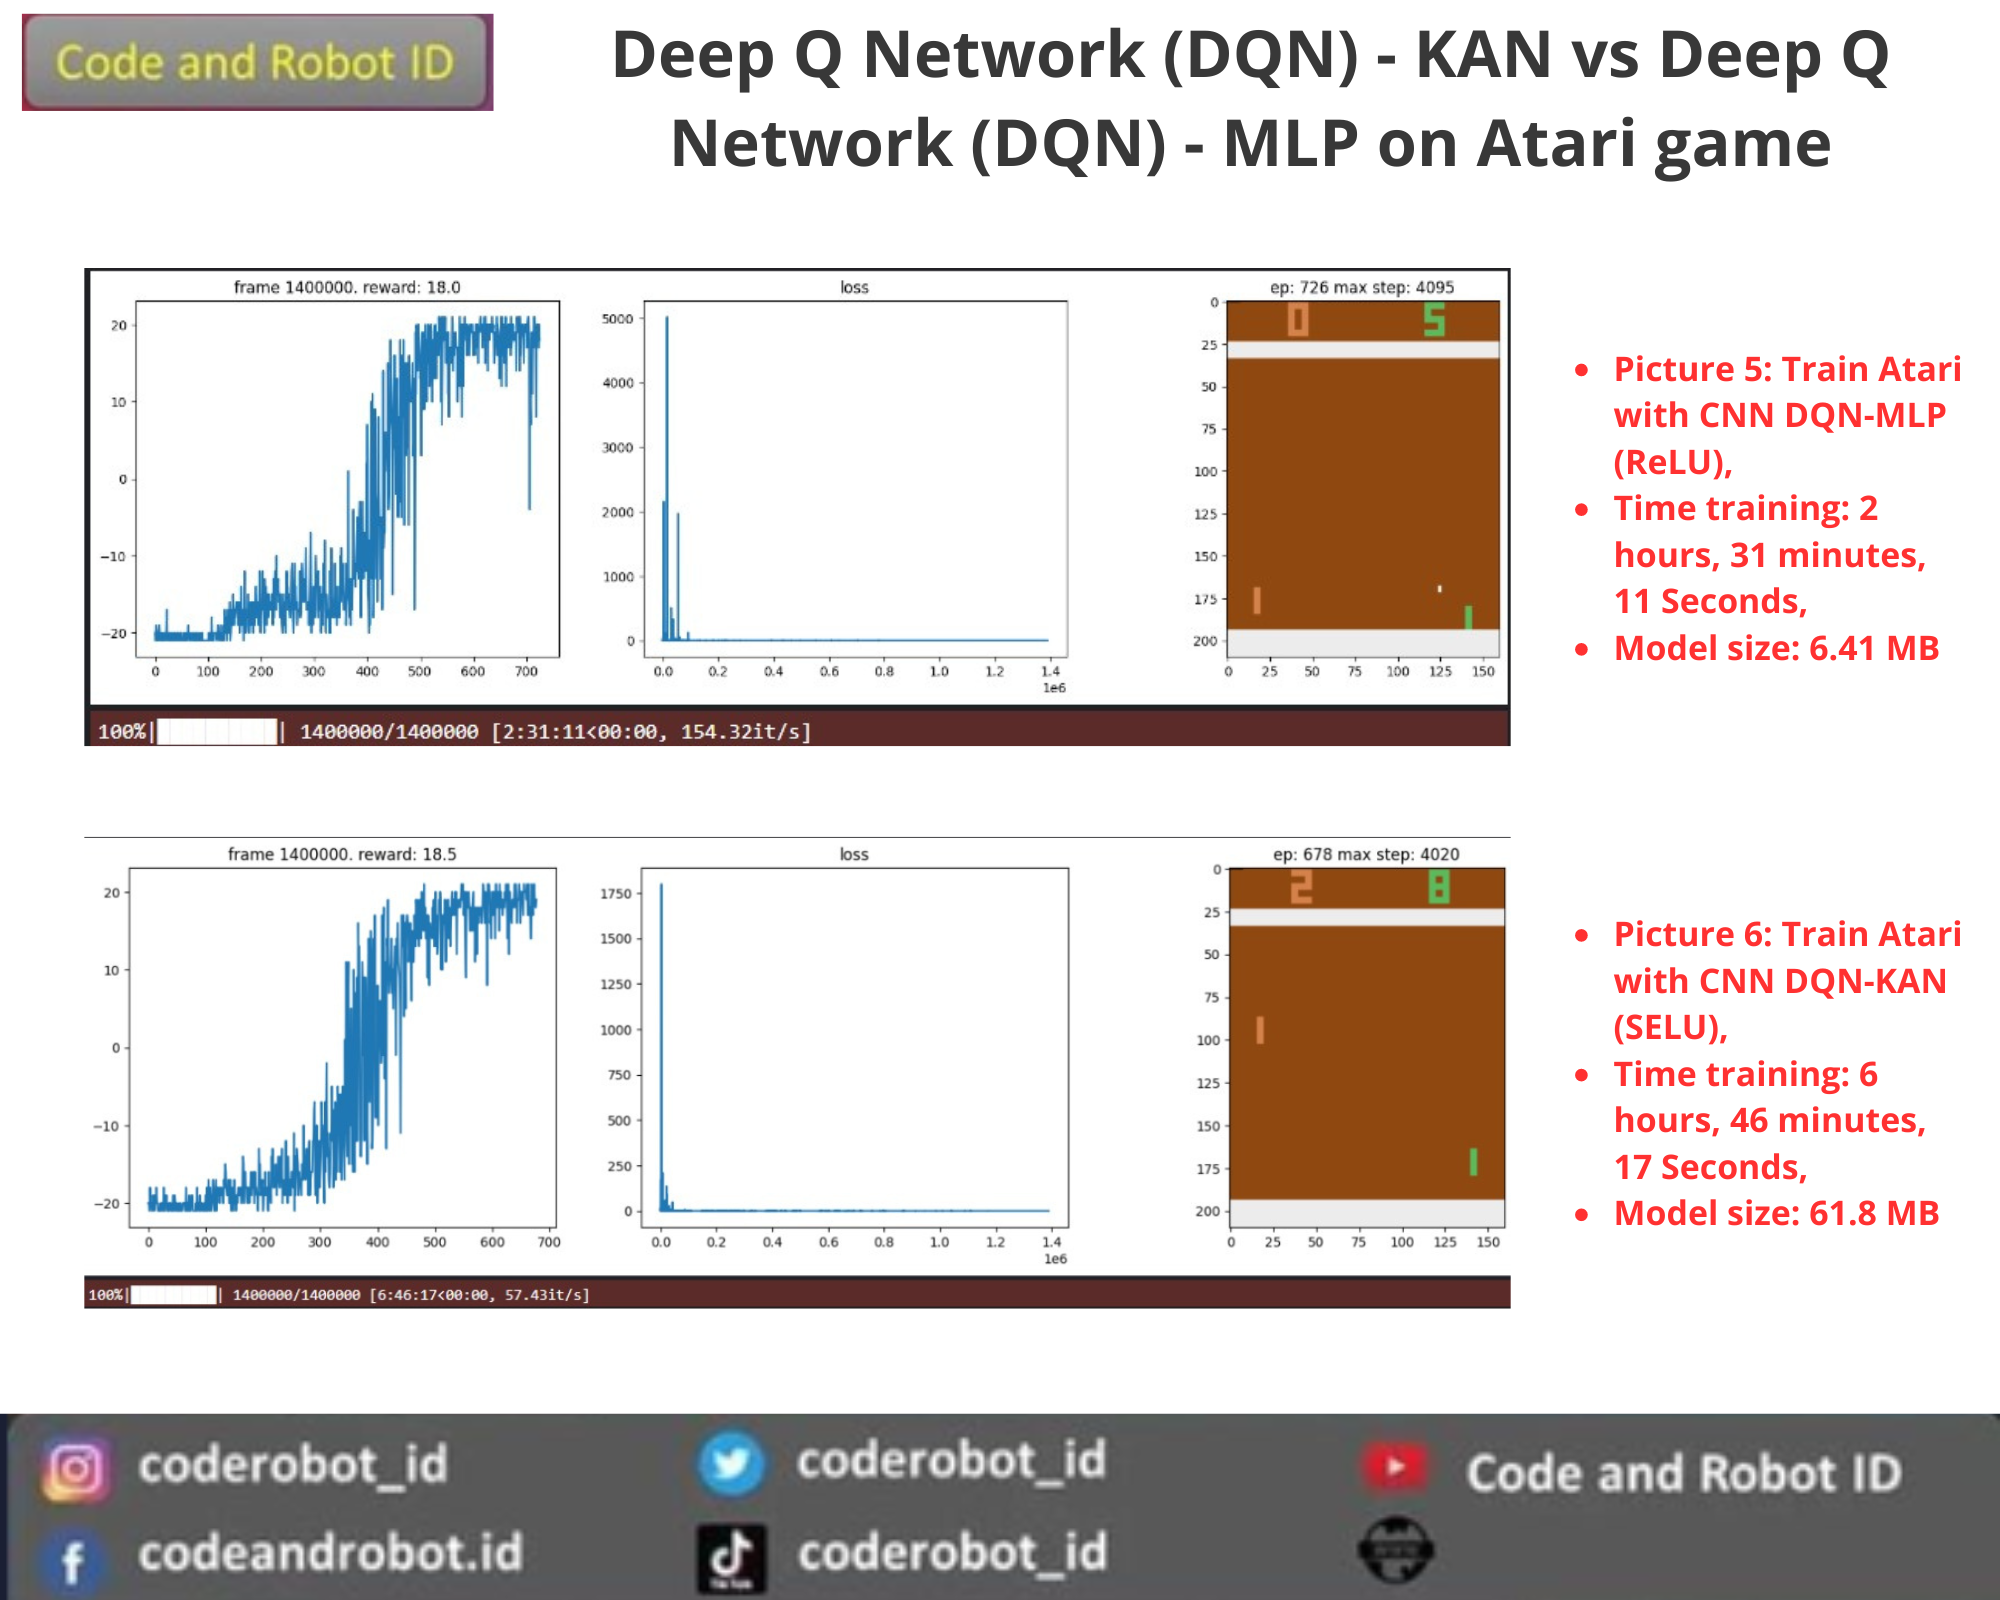 Code and Robot ID
Deep Q Network (DQN) - KAN vs Deep Q
Network (DQN) - MLP on Atari game
frame 1400000. reward: 18.0
20
10
0
−10
−20
0 100 200 300 400 500 600 700
loss
5000
4000
3000
2000
1000
0
0.0 0.2 0.4 0.6 0.8 1.0 1.2 1.4
1e6
ep: 726 max step: 4095
0 5
0
25
50
75
100
125
150
175
200
0 25 50 75 100 125 150
100%| | 1400000/1400000 [2:31:11<00:00, 154.32it/s]
• Picture 5: Train Atari
with CNN DQN-MLP
(ReLU),
• Time training: 2
hours, 31 minutes,
11 Seconds,
• Model size: 6.41 MB
frame 1400000. reward: 18.5
20
10
0
−10
−20
0 100 200 300 400 500 600 700
loss
1750
1500
1250
1000
750
500
250
0
0.0 0.2 0.4 0.6 0.8 1.0 1.2 1.4
1e6
ep: 678 max step: 4020
2 8
0
25
50
75
100
125
150
175
200
0 25 50 75 100 125 150
100%| | 1400000/1400000 [6:46:17<00:00, 57.43it/s]
• Picture 6: Train Atari
with CNN DQN-KAN
(SELU),
• Time training: 6
hours, 46 minutes,
17 Seconds,
• Model size: 61.8 MB
coderobot_id
coderobot_id
Code and Robot ID
codeandrobot.id
coderobot_id